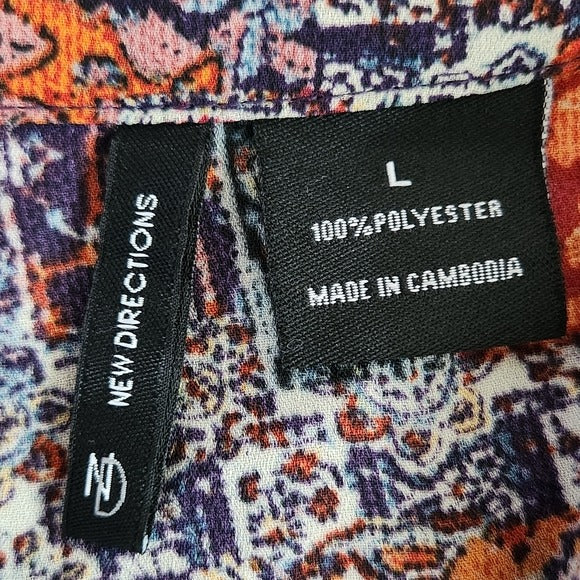 NEW DIRECTIONS
ND
L
100%POLYESTER
MADE IN CAMBODIA